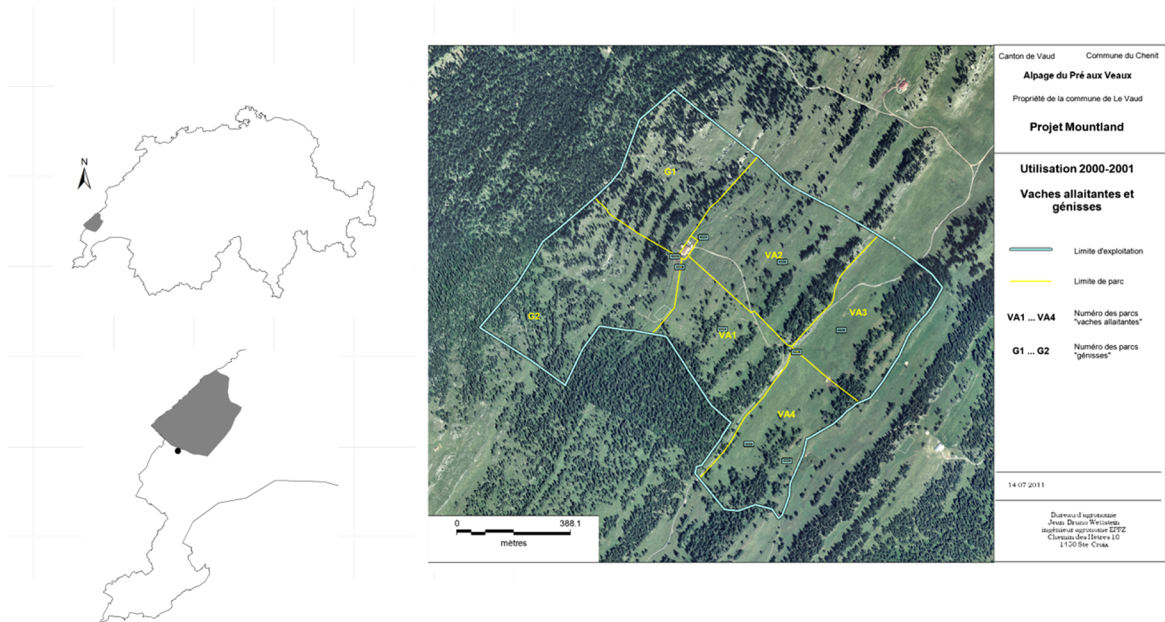 N
G1
G2
VA2
VA1
VA3
VA4
0 388.1
mètres
Canton de Vaud Commune du Chenit
Alpage du Pré aux Veaux
Propriété de la commune de Le Vaud
Projet Mountland
Utilisation 2000-2001
Vaches allaitantes et
génisses
Limite d'exploitation
Limite de parc
VA1 ... VA4 Numéro des parcs
"vaches allaitantes"
G1 ... G2 Numéro des parcs
"génisses"
14 07 2011
Bureau d'agronomie
Jean Bruno Wettstein
ingénieur agronome EPFZ
Chemin des Hêtres 10
1450 Ste Croix